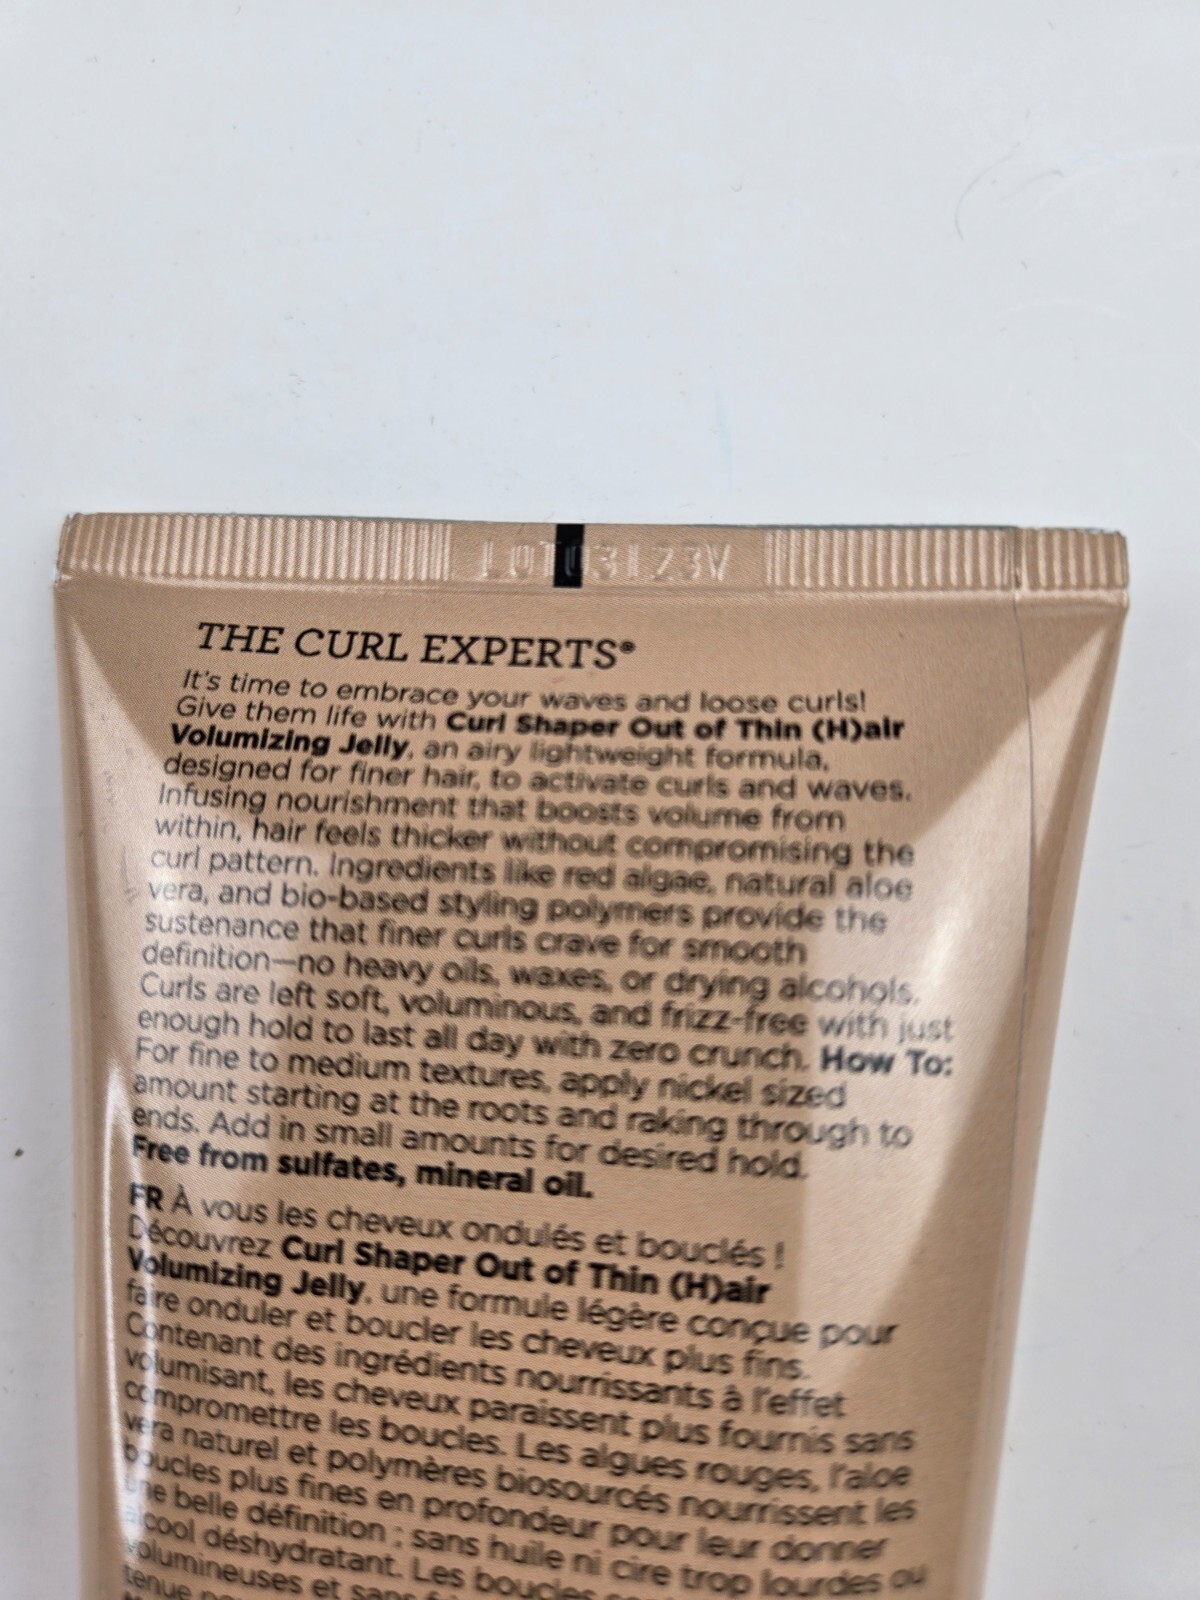 LOT03123V
THE CURL EXPERTS®
It's time to embrace your waves and loose curls!
Give them life with Curl Shaper Out of Thin (H)air
Volumizing Jelly, an airy lightweight formula,
designed for finer hair, to activate curls and waves.
Infusing nourishment that boosts volume from
within, hair feels thicker without compromising the
curl pattern. Ingredients like red algae, natural aloe
vera, and bio-based styling polymers provide the
sustenance that finer curls crave for smooth
definition—no heavy oils, waxes, or drying alcohols.
Curls are left soft, voluminous, and frizz-free with just
enough hold to last all day with zero crunch. How To:
For fine to medium textures, apply nickel sized
amount starting at the roots and raking through to
ends. Add in small amounts for desired hold.
Free from sulfates, mineral oil.
FR À vous les cheveux ondulés et bouclés !
Découvrez Curl Shaper Out of Thin (H)air
Volumizing Jelly, une formule légère conçue pour
faire onduler et boucler les cheveux plus fins.
Contenant des ingrédients nourrissants à l'effet
volumisant, les cheveux paraissent plus fournis sans
compromettre les boucles. Les algues rouges, l'aloe
vera naturel et polymères biosourcés nourrissent les
boucles plus fines en profondeur pour leur donner
une belle définition ; sans huile ni cire trop lourdes ou
alcool déshydratant. Les boucles
volumineuses et sans
tenue